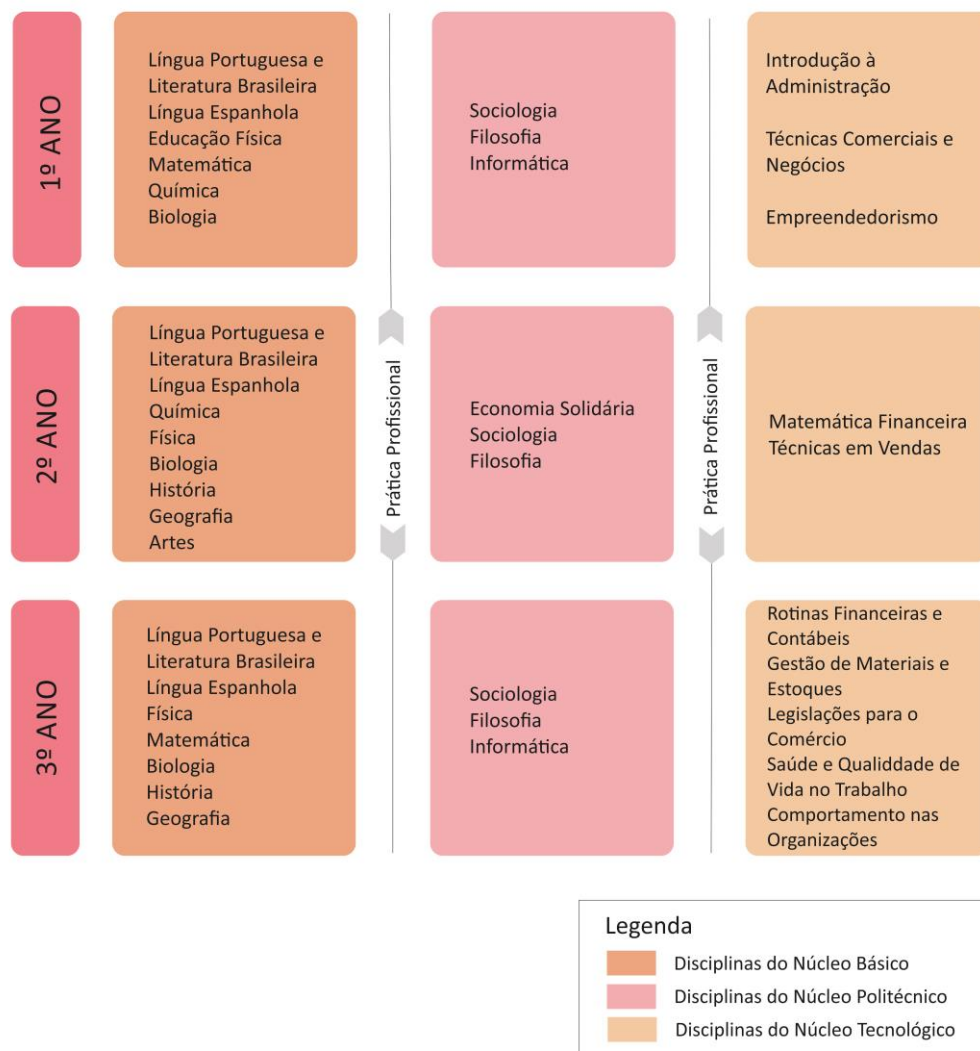 1º ANO
Língua Portuguesa e
Literatura Brasileira
Língua Espanhola
Educação Física
Matemática
Química
Biologia
Sociologia
Filosofia
Informática
Introdução à
Administração
Técnicas Comerciais e
Negócios
Empreendedorismo
2º ANO
Língua Portuguesa e
Literatura Brasileira
Língua Espanhola
Química
Física
Biologia
História
Geografia
Artes
Prática Profissional
Economia Solidária
Sociologia
Filosofia
Prática Profissional
Matemática Financeira
Técnicas em Vendas
3º ANO
Língua Portuguesa e
Literatura Brasileira
Língua Espanhola
Física
Matemática
Biologia
História
Geografia
Sociologia
Filosofia
Informática
Rotinas Financeiras e
Contábeis
Gestão de Materiais e
Estoques
Legislações para o
Comércio
Saúde e Qualiddade de
Vida no Trabalho
Comportamento nas
Organizações
Legenda
Disciplinas do Núcleo Básico
Disciplinas do Núcleo Politécnico
Disciplinas do Núcleo Tecnológico